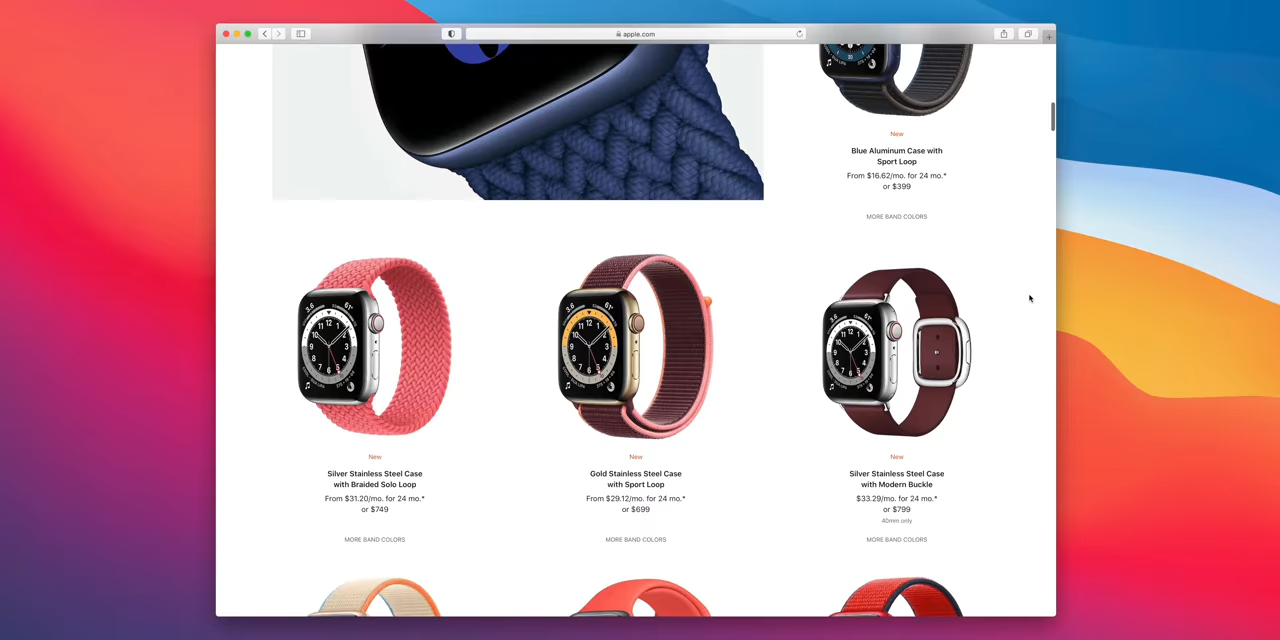 apple.com
New
Blue Aluminum Case with
Sport Loop
From $16.62/mo. for 24 mo.*
or $399
MORE BAND COLORS
New
Silver Stainless Steel Case
with Braided Solo Loop
From $31.20/mo. for 24 mo.*
or $749
MORE BAND COLORS
New
Gold Stainless Steel Case
with Sport Loop
From $29.12/mo. for 24 mo.*
or $699
MORE BAND COLORS
New
Silver Stainless Steel Case
with Modern Buckle
$33.29/mo. for 24 mo.*
or $799
40mm only
MORE BAND COLORS